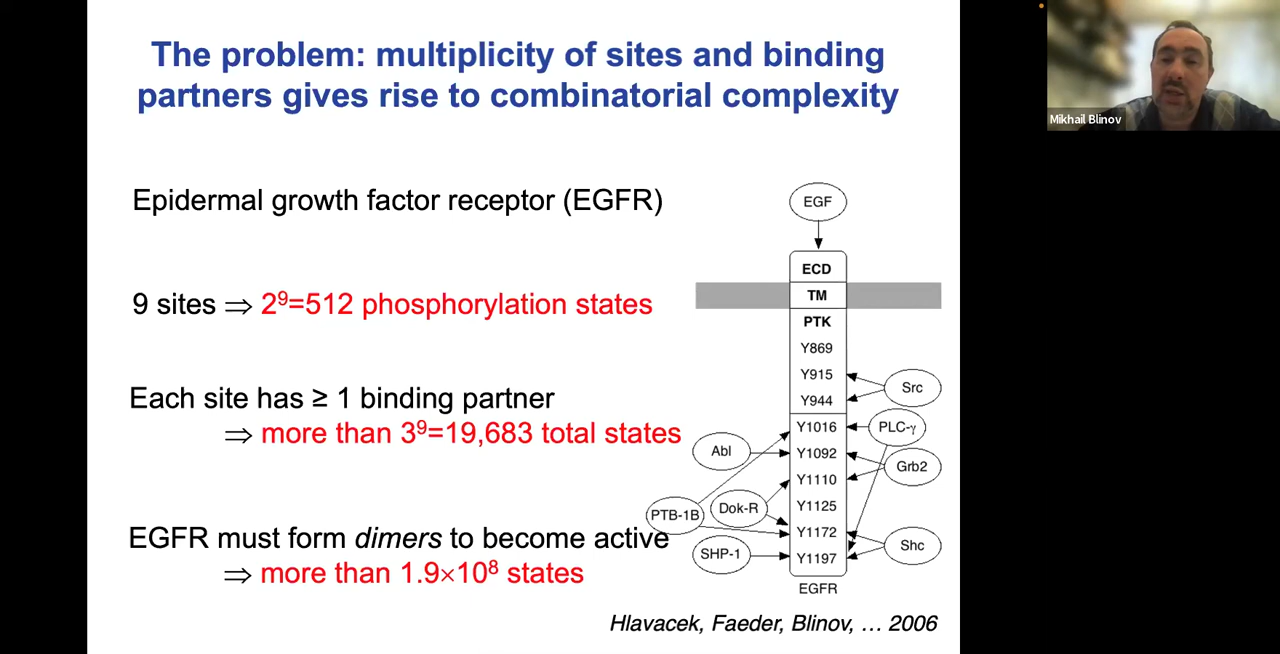 The problem: multiplicity of sites and binding
partners gives rise to combinatorial complexity
Mikhail Blinov
Epidermal growth factor receptor (EGFR)
9 sites ⇒ 2⁹=512 phosphorylation states
Each site has ≥ 1 binding partner
⇒ more than 3⁹=19,683 total states
EGFR must form dimers to become active
⇒ more than 1.9×10⁸ states
EGF
ECD
TM
PTK
Y869
Y915
Y944
Y1016
Y1092
Y1110
Y1125
Y1172
Y1197
EGFR
Src
PLC-γ
Grb2
Shc
Abl
Dok-R
PTB-1B
SHP-1
Hlavacek, Faeder, Blinov, … 2006